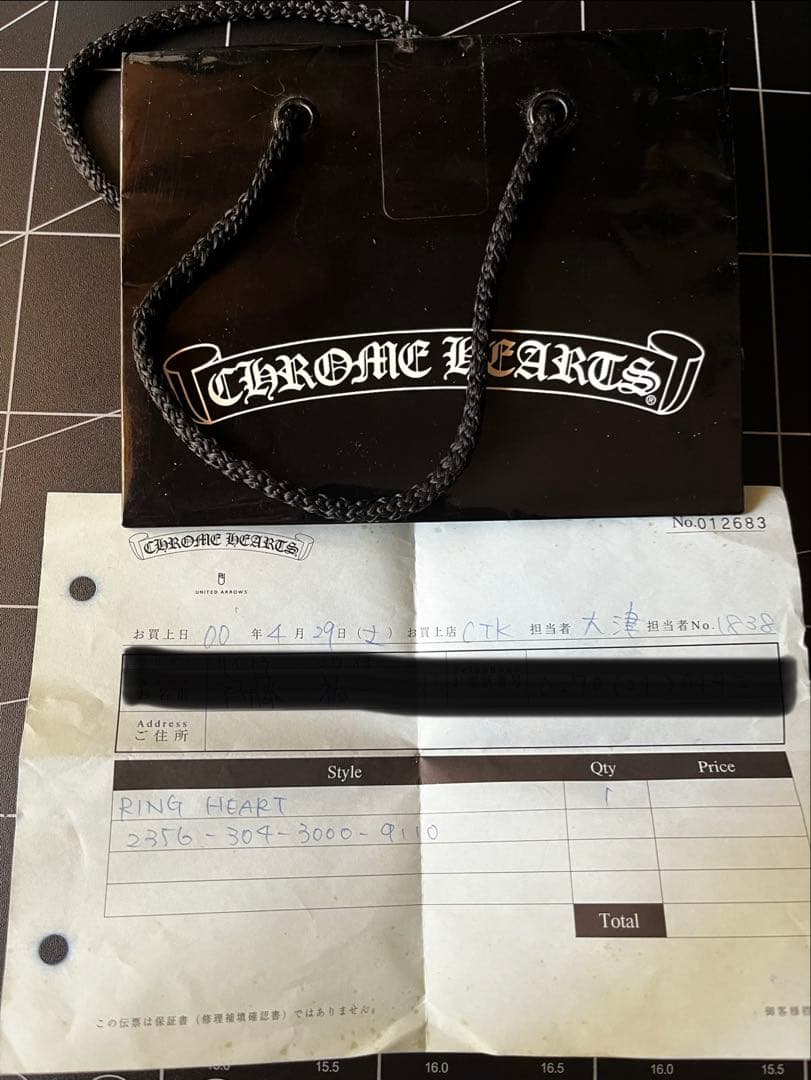 CHROME HEARTS®
No.012683
CHROME HEARTS
UNITED ARROWS
お買上日 00 年 4 月 29 日 (土) お買上店 CTK 担当者 大津 担当者No. 1838
Address
ご住所
Style Qty Price
RING HEART 1
2356-304-3000-9110
Total
この伝票は保証書(修理補填確認書)ではありません。
御客様
15.5 16.0 16.5 16.0 15.5